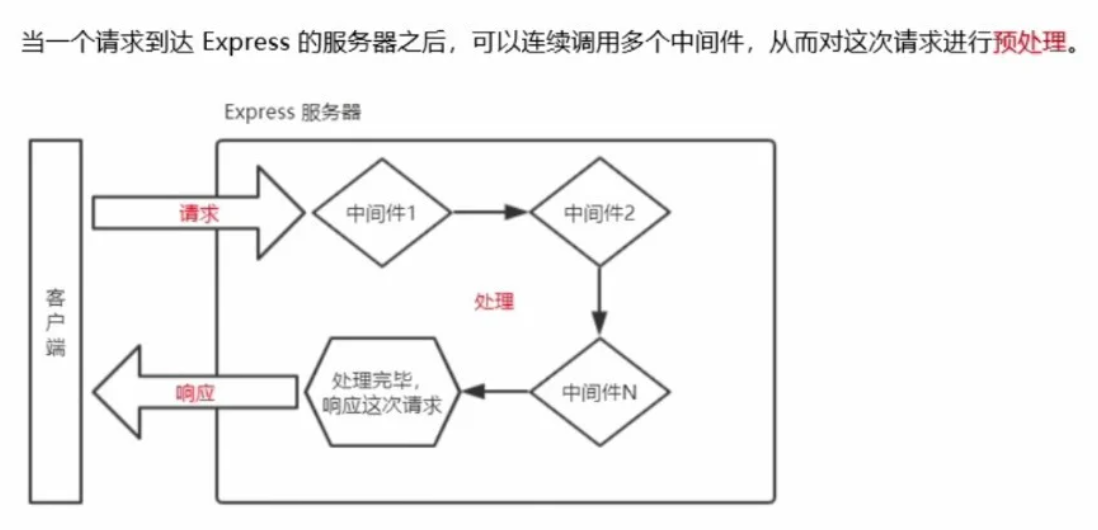 当一个请求到达 Express 的服务器之后，可以连续调用多个中间件，从而对这次请求进行预处理。
Express 服务器
请求
中间件1
中间件2
客户端
处理
响应
处理完毕，
响应这次请求
中间件N